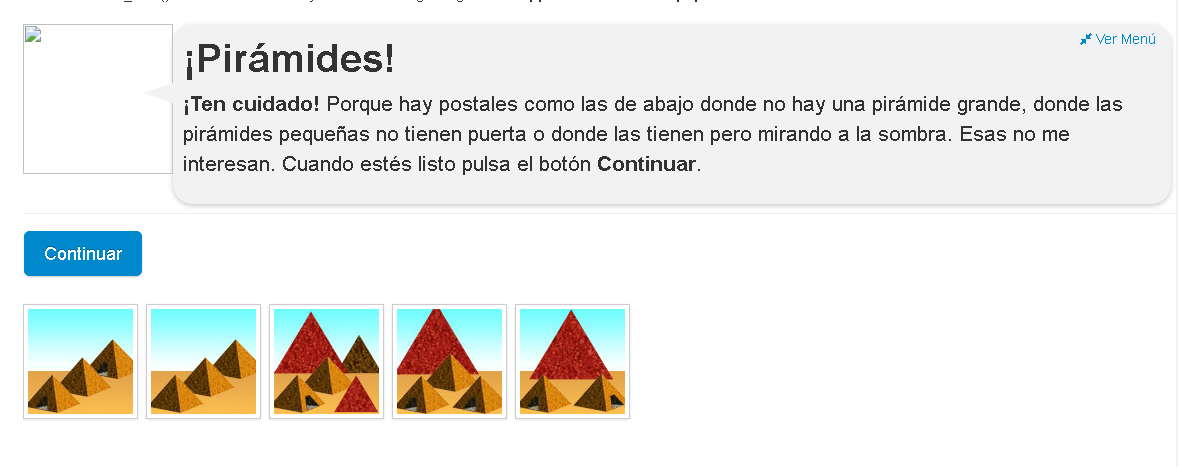 Ver Menú
¡Pirámides!
¡Ten cuidado! Porque hay postales como las de abajo donde no hay una pirámide grande, donde las
pirámides pequeñas no tienen puerta o donde las tienen pero mirando a la sombra. Esas no me
interesan. Cuando estés listo pulsa el botón Continuar.
Continuar